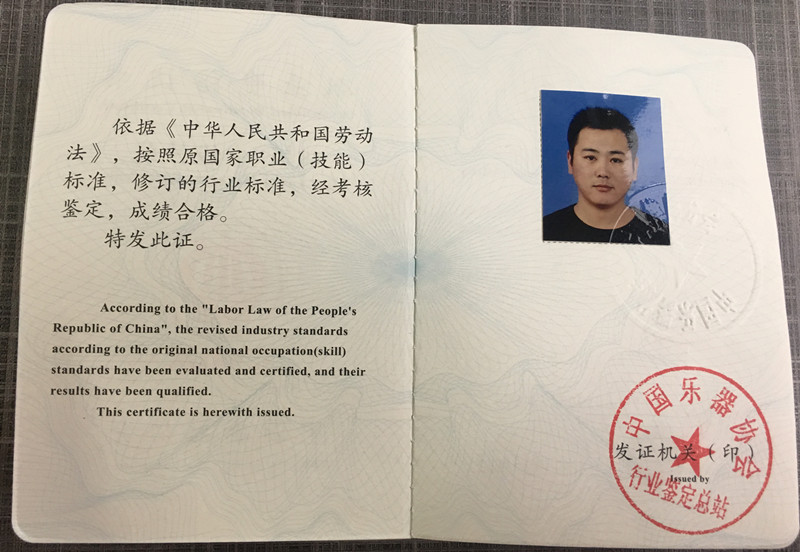 依据《中华人民共和国劳动
法》，按照原国家职业（技能）
标准，修订的行业标准，经考核
鉴定，成绩合格。
特发此证。
According to the "Labor Law of the People's
Republic of China", the revised industry standards
according to the original national occupation(skill)
standards have been evaluated and certified, and their
results have been qualified.
This certificate is herewith issued.
中国乐器协会
发证机关（印）
Issued by
行业鉴定总站